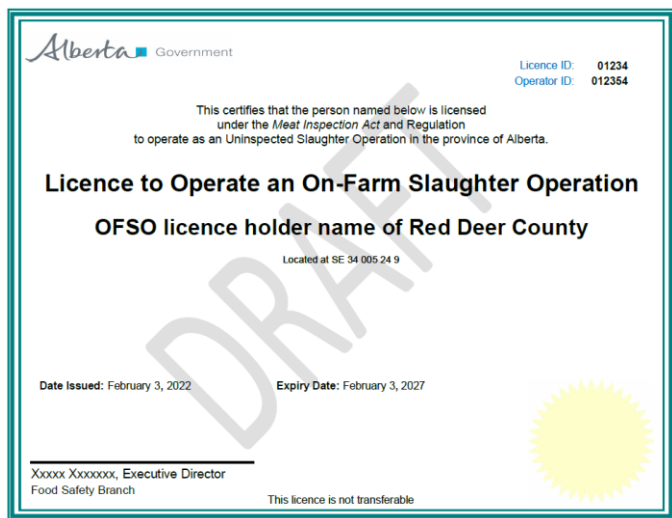 Alberta Government
Licence ID: 01234
Operator ID: 012354
This certifies that the person named below is licensed
under the Meat Inspection Act and Regulation
to operate as an Uninspected Slaughter Operation in the province of Alberta.
Licence to Operate an On-Farm Slaughter Operation
OFSO licence holder name of Red Deer County
Located at SE 34 005 24 9
DRAFT
Date Issued: February 3, 2022 Expiry Date: February 3, 2027
Xxxxx Xxxxxxx, Executive Director
Food Safety Branch
This licence is not transferable